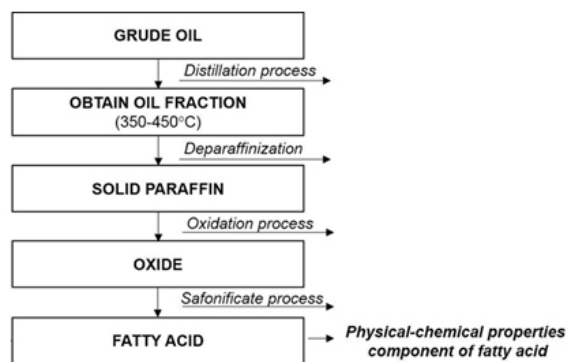 GRUDE OIL
Distillation process
OBTAIN OIL FRACTION
(350-450°C)
Deparaffinization
SOLID PARAFFIN
Oxidation process
OXIDE
Safonificate process
FATTY ACID
Physical-chemical properties
component of fatty acid